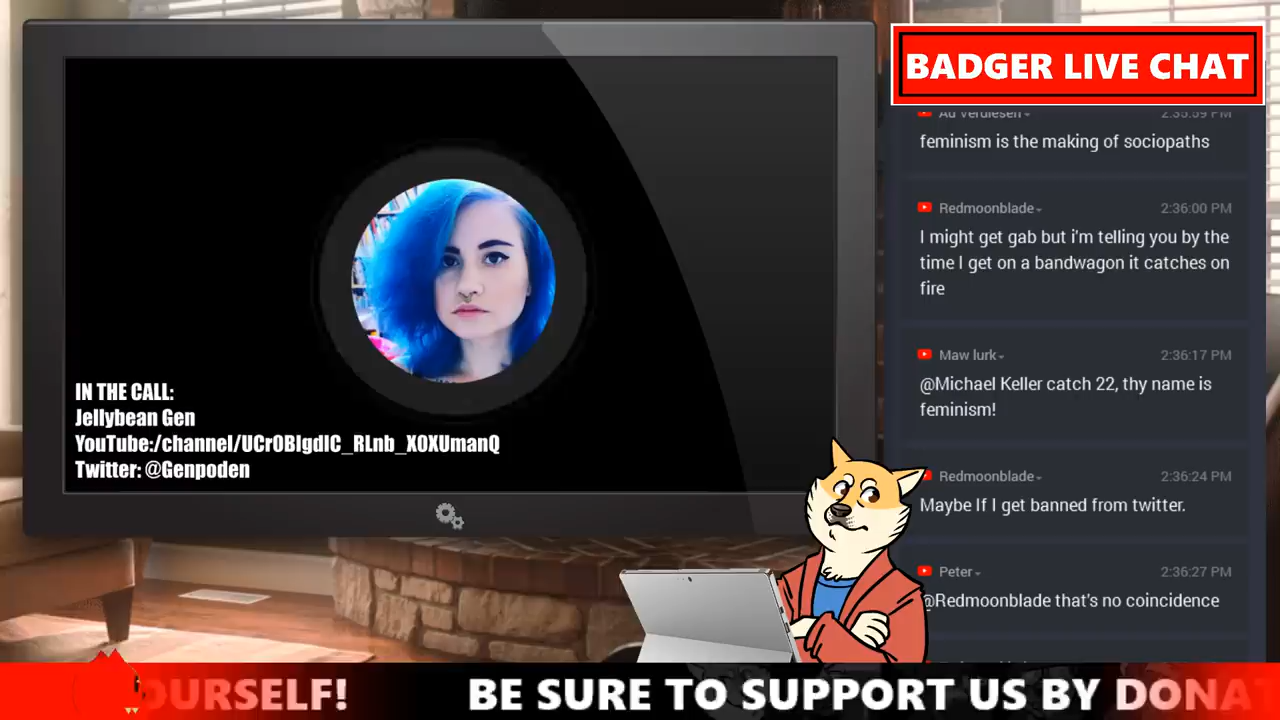 BADGER LIVE CHAT
2:35:59 PM
feminism is the making of sociopaths
Redmoonblade
2:36:00 PM
I might get gab but i'm telling you by the
time I get on a bandwagon it catches on
fire
Maw lurk
2:36:17 PM
@Michael Keller catch 22, thy name is
feminism!
Redmoonblade
2:36:24 PM
Maybe If I get banned from twitter.
Peter
2:36:27 PM
@Redmoonblade that's no coincidence
IN THE CALL:
Jellybean Gen
YouTube:/channel/UCrOBIgdIC_RLnb_XOXUmanQ
Twitter: @Genpoden
OURSELF!
BE SURE TO SUPPORT US BY DONAT